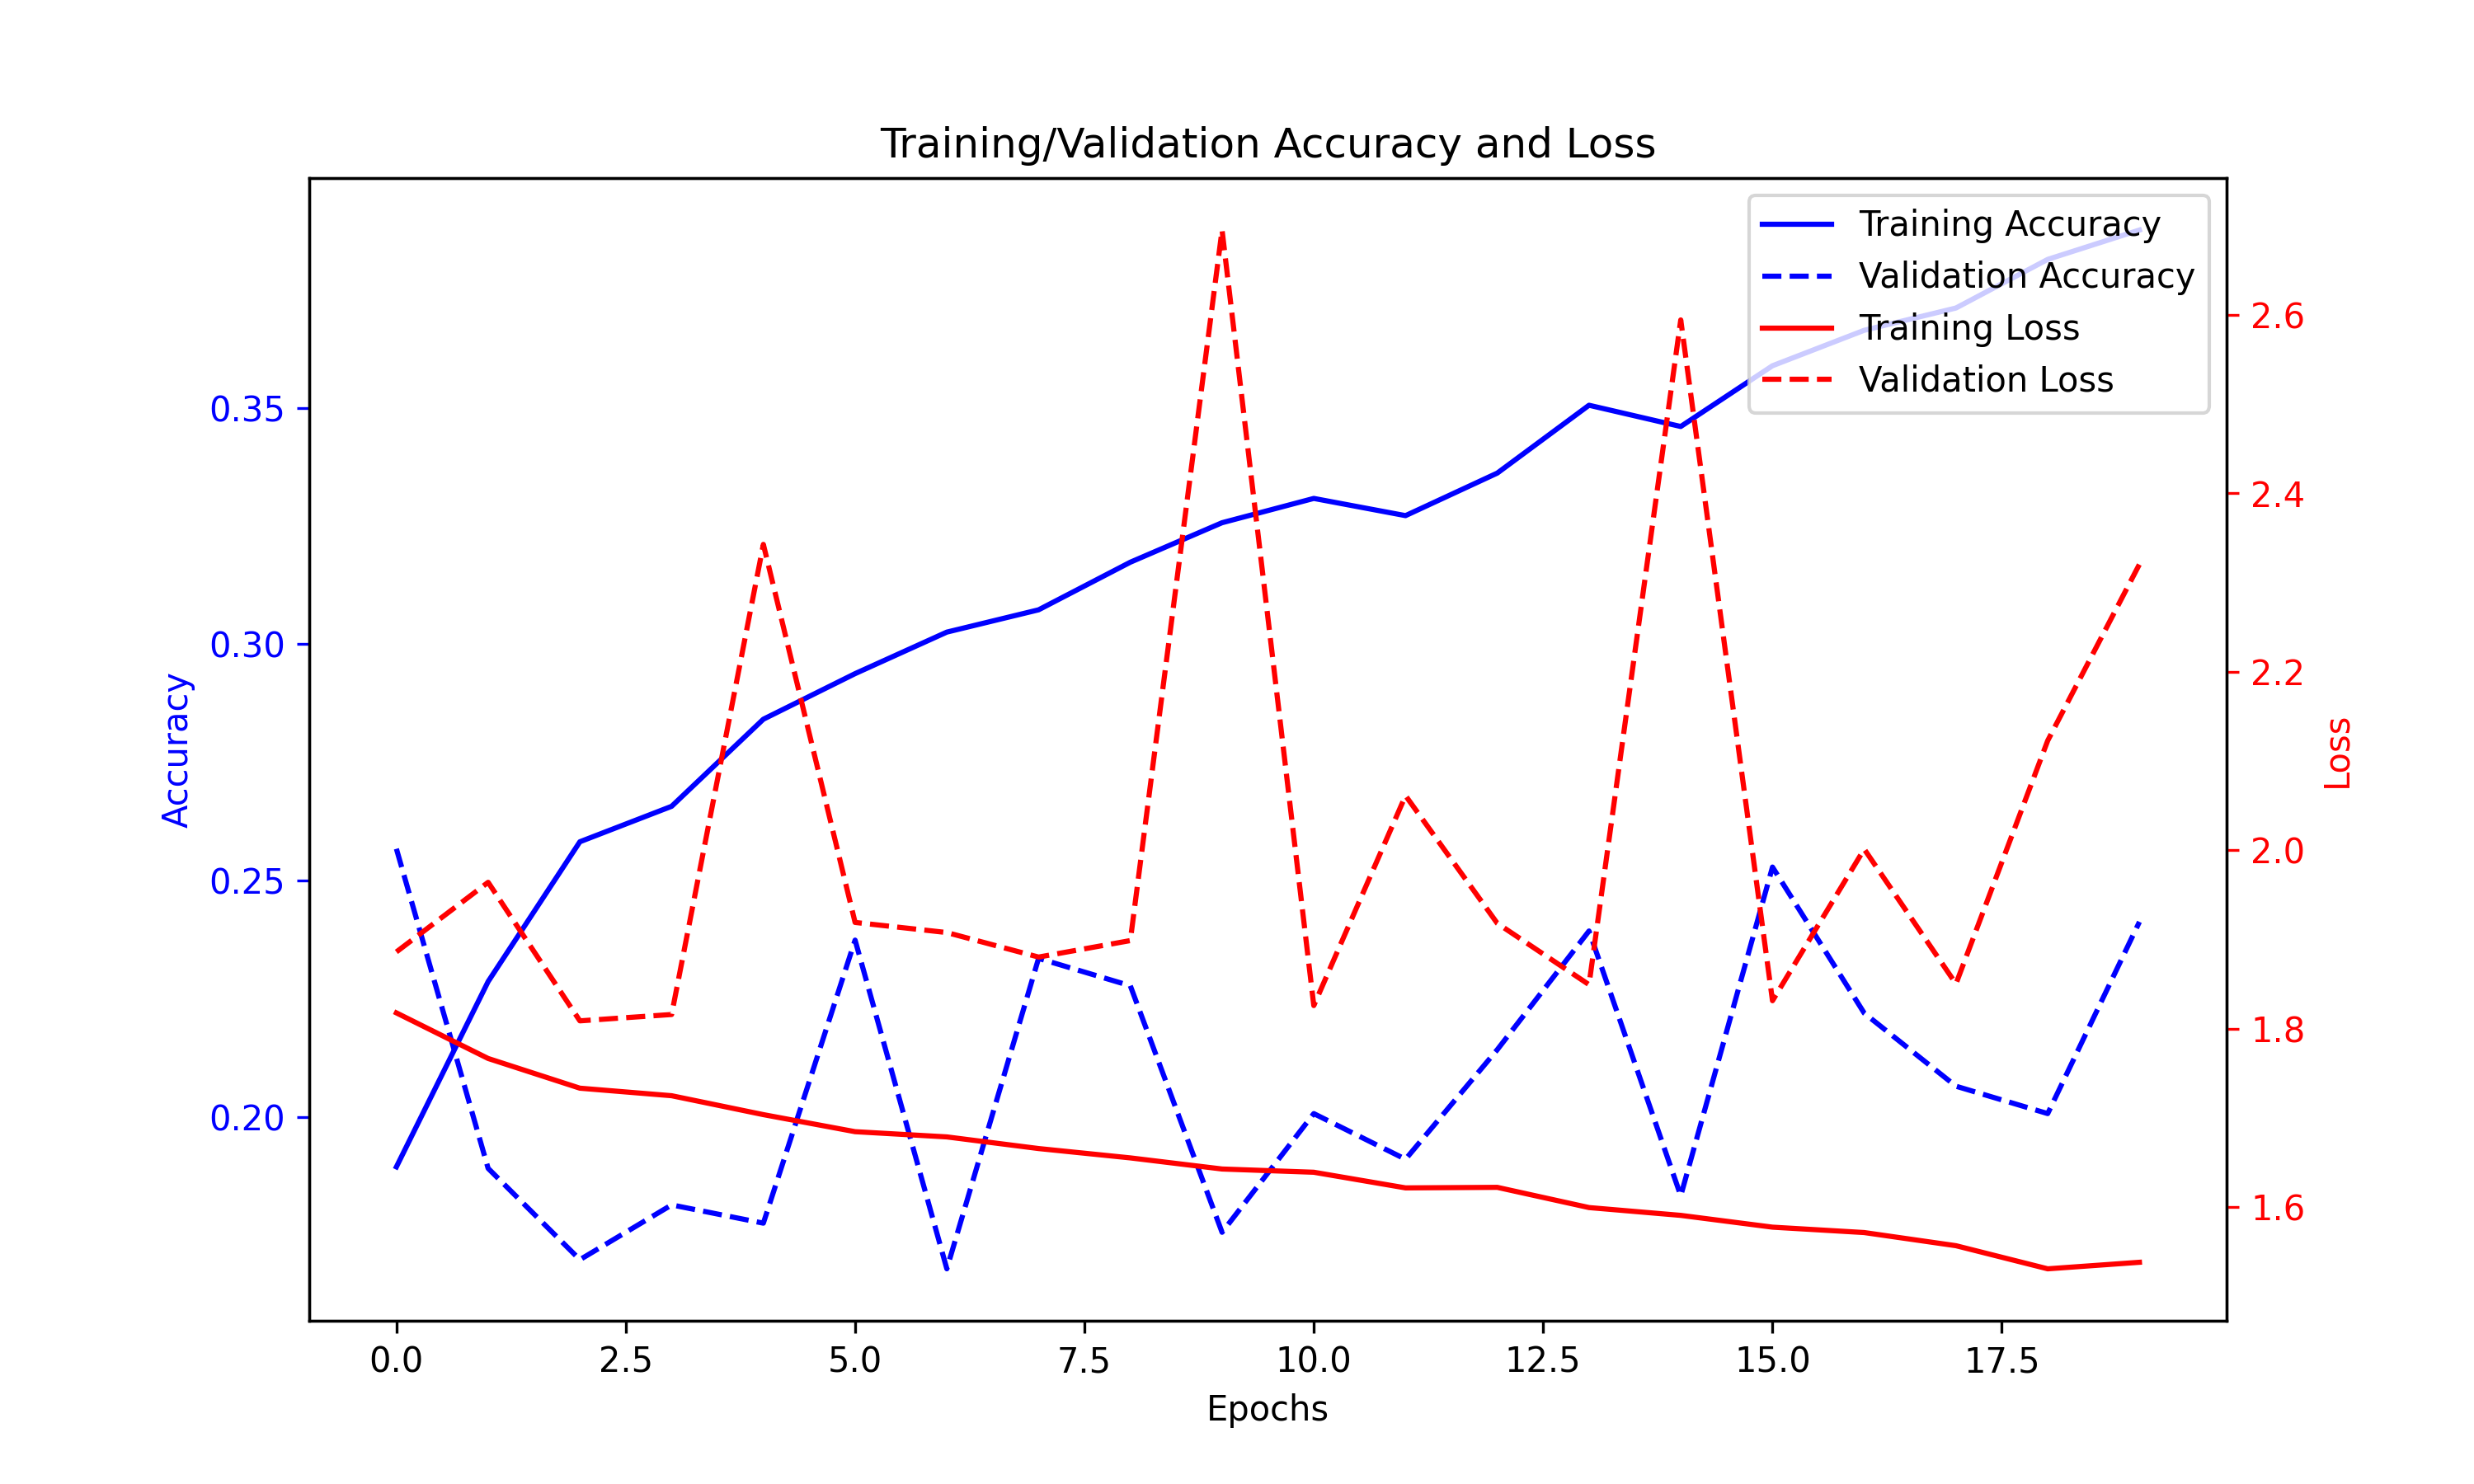 Training/Validation Accuracy and Loss
Training Accuracy
Validation Accuracy
Training Loss
Validation Loss
0.35
0.30
0.25
0.20
Accuracy
2.6
2.4
2.2
2.0
1.8
1.6
Loss
0.0 2.5 5.0 7.5 10.0 12.5 15.0 17.5
Epochs